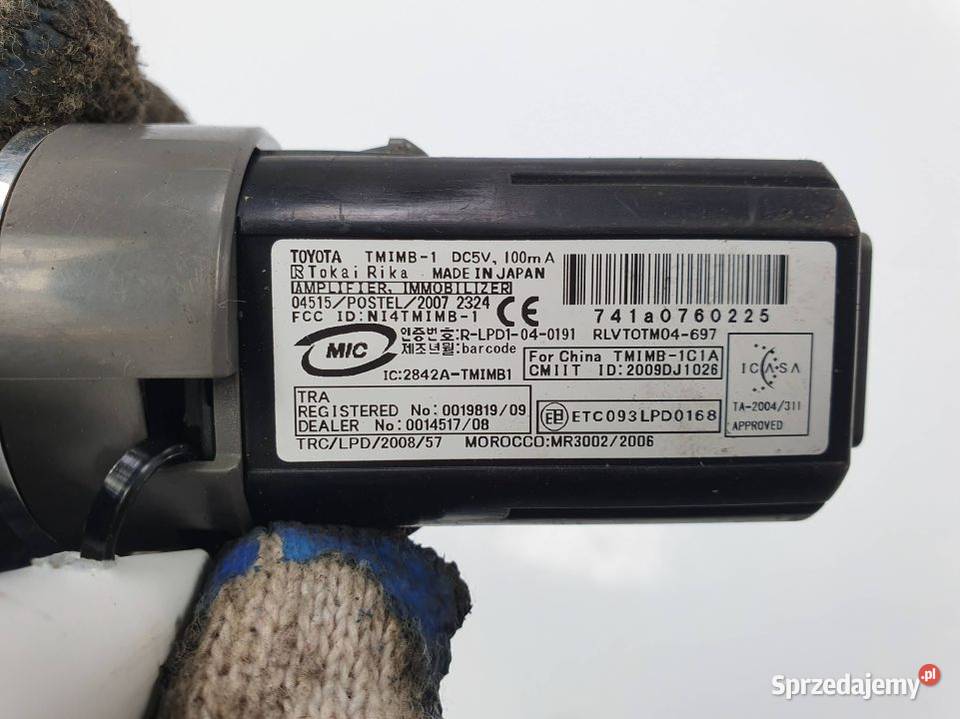 TOYOTA TMIMB-1 DC5V, 100mA
Tokai Rika MADE IN JAPAN
AMPLIFIER, IMMOBILIZER
04515/POSTEL/2007 2324
FCC ID:NI4TMIMB-1 CE
741a0760225
MIC 인증번호:R-LPD1-04-0191 RLVTOTM04-697
제조년월:barcode
For China TMIMB-1C1A
CMIIT ID:2009DJ1026
IC:2842A-TMIMB1
ICASA
TA-2004/311
APPROVED
TRA
REGISTERED No:0019819/09
DEALER No:0014517/08
ETC093LPD0168
TRC/LPD/2008/57 MOROCCO:MR3002/2006
Sprzedajemy.pl